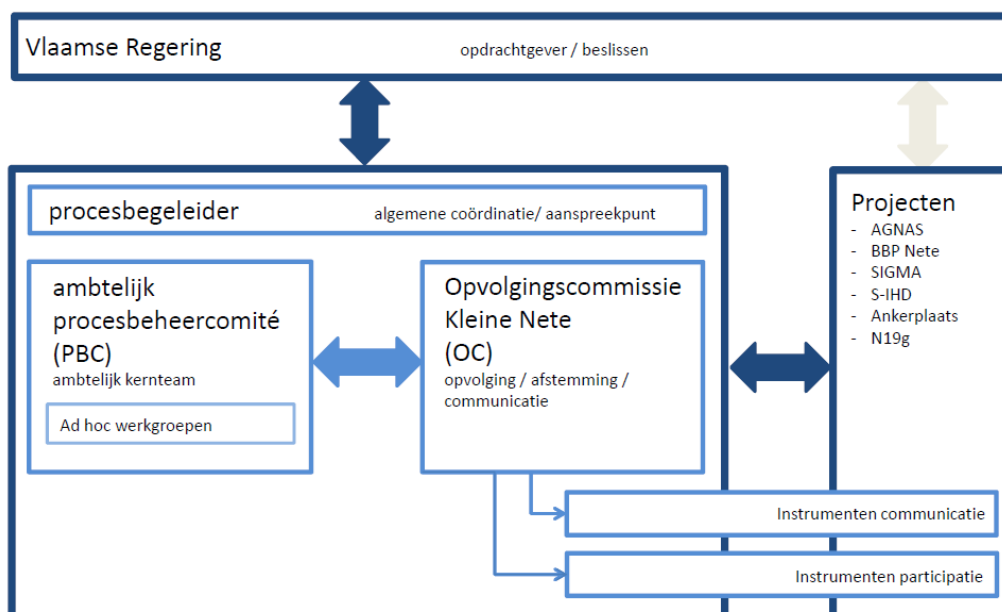 Vlaamse Regering
opdrachtgever / beslissen
procesbegeleider
algemene coördinatie/ aanspreekpunt
ambtelijk
procesbeheercomité
(PBC)
ambtelijk kernteam
Ad hoc werkgroepen
Opvolgingscommissie
Kleine Nete
(OC)
opvolging / afstemming /
communicatie
Projecten
- AGNAS
- BBP Nete
- SIGMA
- S-IHD
- Ankerplaats
- N19g
Instrumenten communicatie
Instrumenten participatie